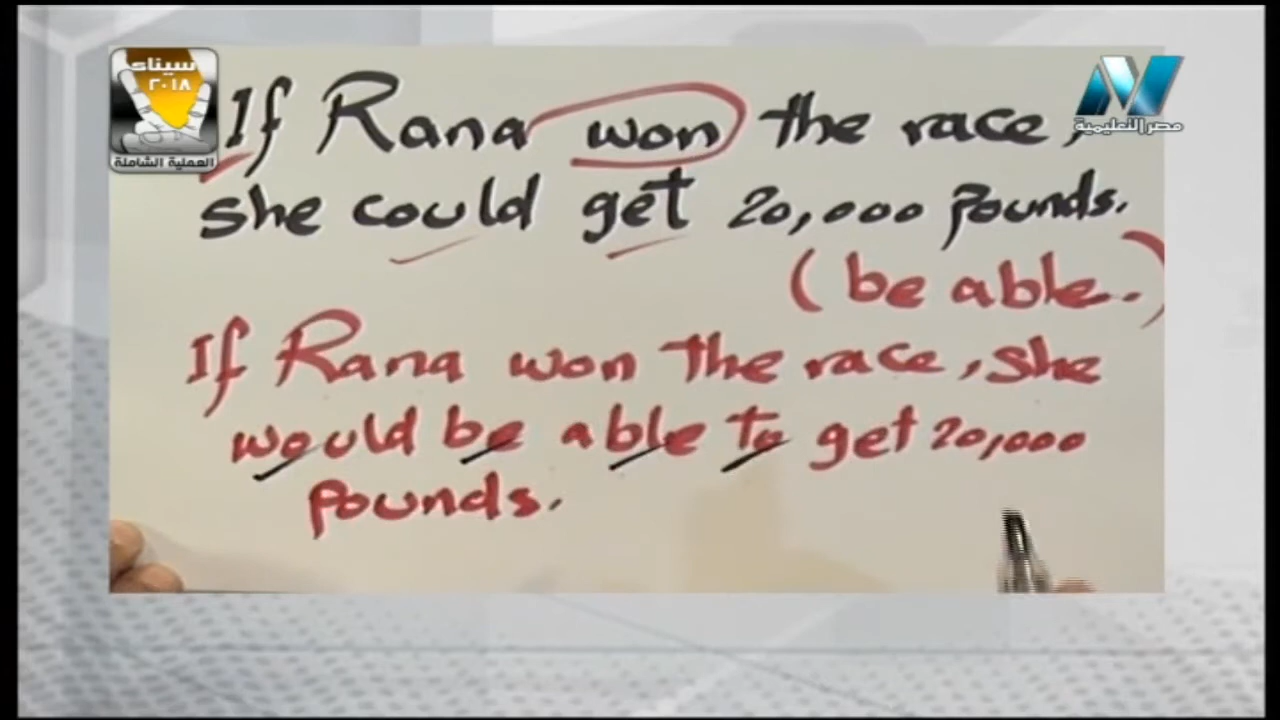 سيناء
٢٠١٨
العملية الشاملة
مصر التعليمية
If Rana won the race,
she could get 20,000 pounds.
(be able.)
If Rana won the race, she
would be able to get 20,000
pounds.